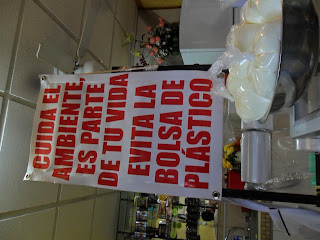 CUIDA EL
AMBIENTE
ES PARTE
DE TU VIDA
EVITA LA
BOLSA DE
PLÁSTICO